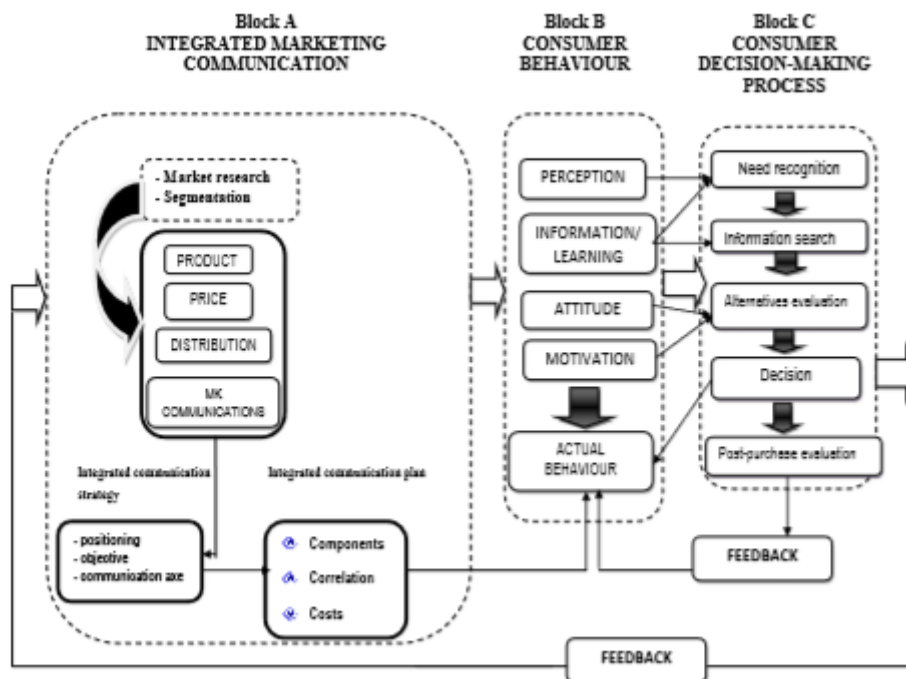 Block A
INTEGRATED MARKETING
COMMUNICATION
Block B
CONSUMER
BEHAVIOUR
Block C
CONSUMER
DECISION-MAKING
PROCESS
- Market research
- Segmentation
PRODUCT
PRICE
DISTRIBUTION
MK
COMMUNICATIONS
Integrated communication
strategy
Integrated communication plan
- positioning
- objective
- communication axe
Components
Correlation
Costs
PERCEPTION
INFORMATION/
LEARNING
ATTITUDE
MOTIVATION
ACTUAL
BEHAVIOUR
Need recognition
Information search
Alternatives evaluation
Decision
Post-purchase evaluation
FEEDBACK
FEEDBACK